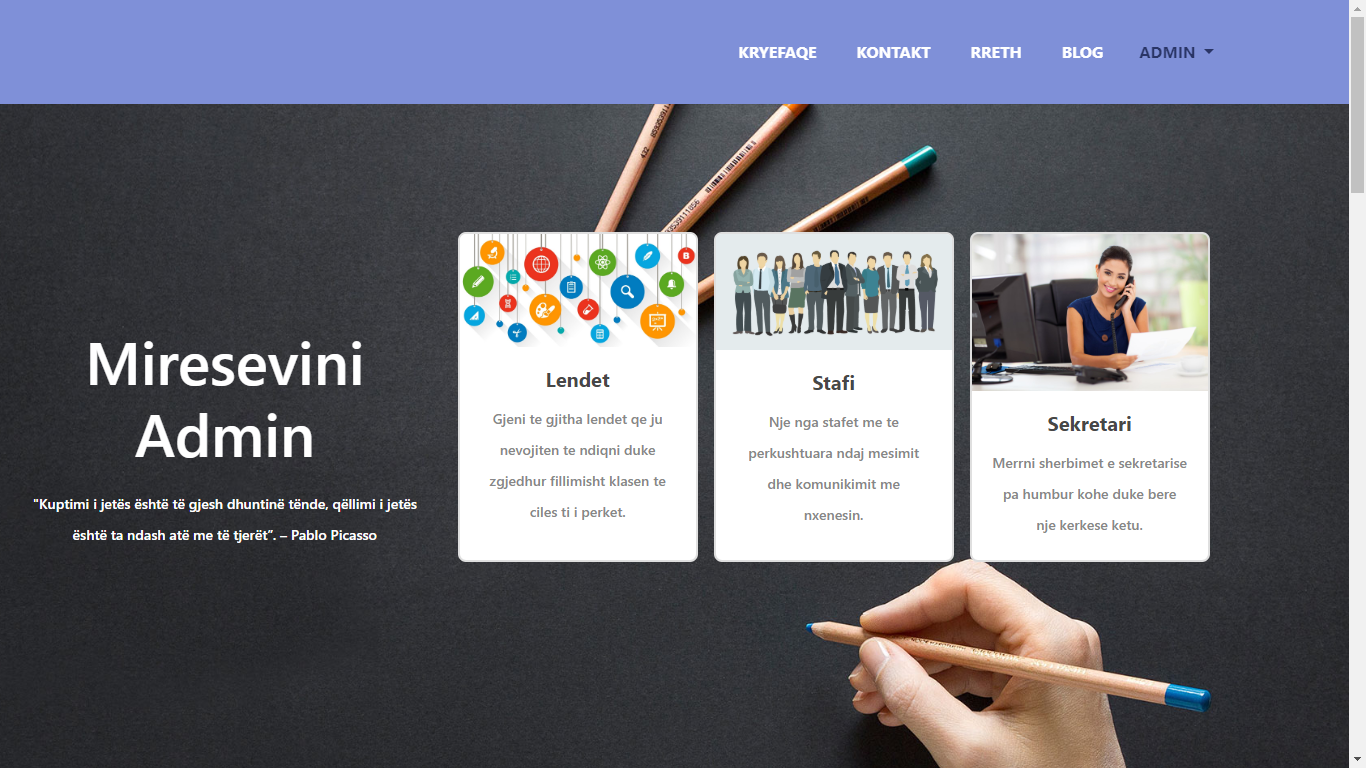 KRYEFAQE KONTAKT RRETH BLOG ADMIN
Miresevini
Admin
"Kuptimi i jetës është të gjesh dhuntinë tënde, qëllimi i jetës
është ta ndash atë me të tjerët”. – Pablo Picasso
Lendet
Gjeni te gjitha lendet qe ju
nevojiten te ndiqni duke
zgjedhur fillimisht klasen te
ciles ti i perket.
Stafi
Nje nga stafet me te
perkushtuara ndaj mesimit
dhe komunikimit me
nxenesin.
Sekretari
Merrni sherbimet e sekretarise
pa humbur kohe duke bere
nje kerkese ketu.